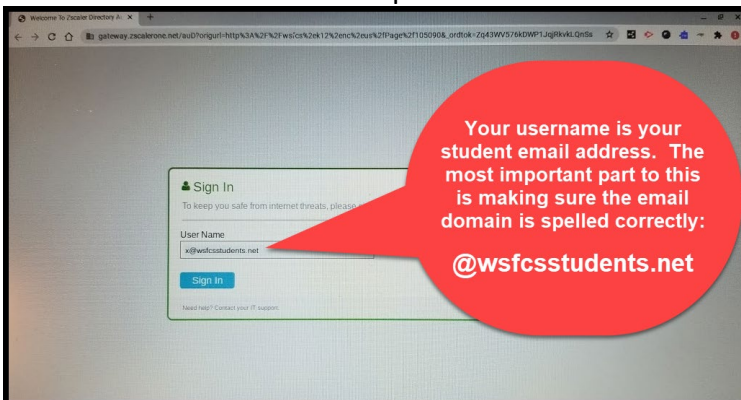 Welcome To Zscaler Directory Au
gateway.zscalerone.net/auD?origurl=http%3A%2F%2Fwsfcs%2ek12%2enc%2eus%2fPage%2f105090&_ordtok=Zq43WV576kDWP1JqjRkvkLQnSs
Sign In
To keep you safe from internet threats, please
User Name
x@wsfcsstudents.net
Sign In
Need help? Contact your IT support.
Your username is your
student email address. The
most important part to this
is making sure the email
domain is spelled correctly:
@wsfcsstudents.net